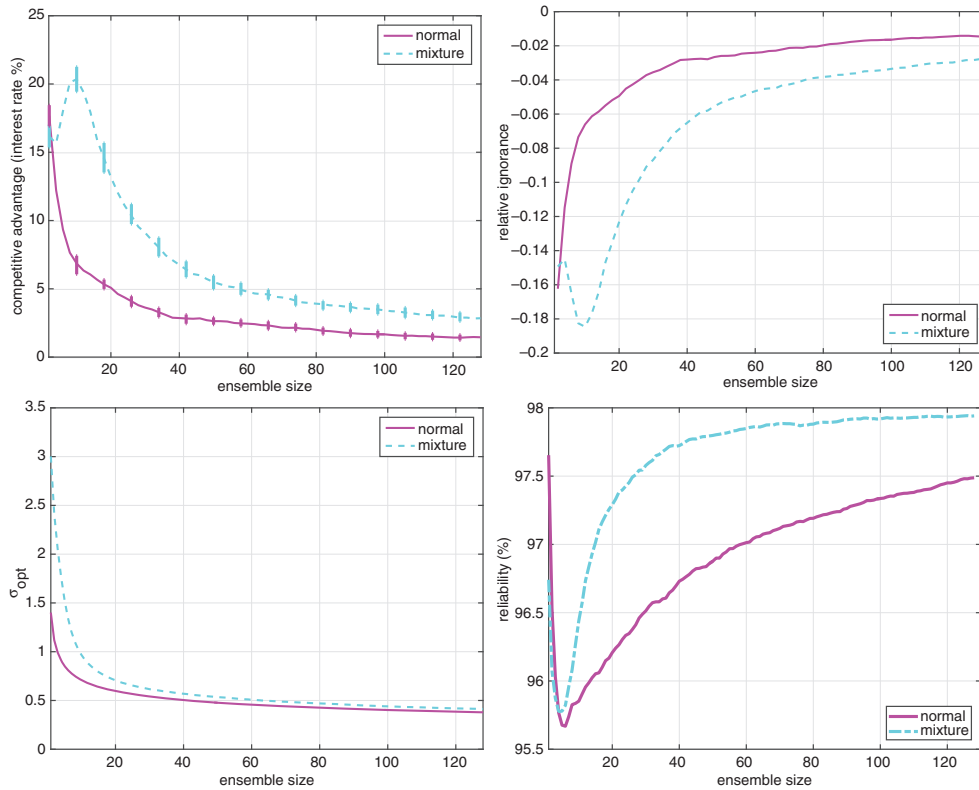 25
20
15
10
5
0
20 40 60 80 100 120
ensemble size
competitive advantage (interest rate %)
normal
mixture
0
−0.02
−0.04
−0.06
−0.08
−0.1
−0.12
−0.14
−0.16
−0.18
−0.2
20 40 60 80 100 120
ensemble size
relative ignorance
normal
mixture
3.5
3
2.5
2
1.5
1
0.5
0
20 40 60 80 100 120
ensemble size
σopt
normal
mixture
98
97.5
97
96.5
96
95.5
20 40 60 80 100 120
ensemble size
reliability (%)
normal
mixture